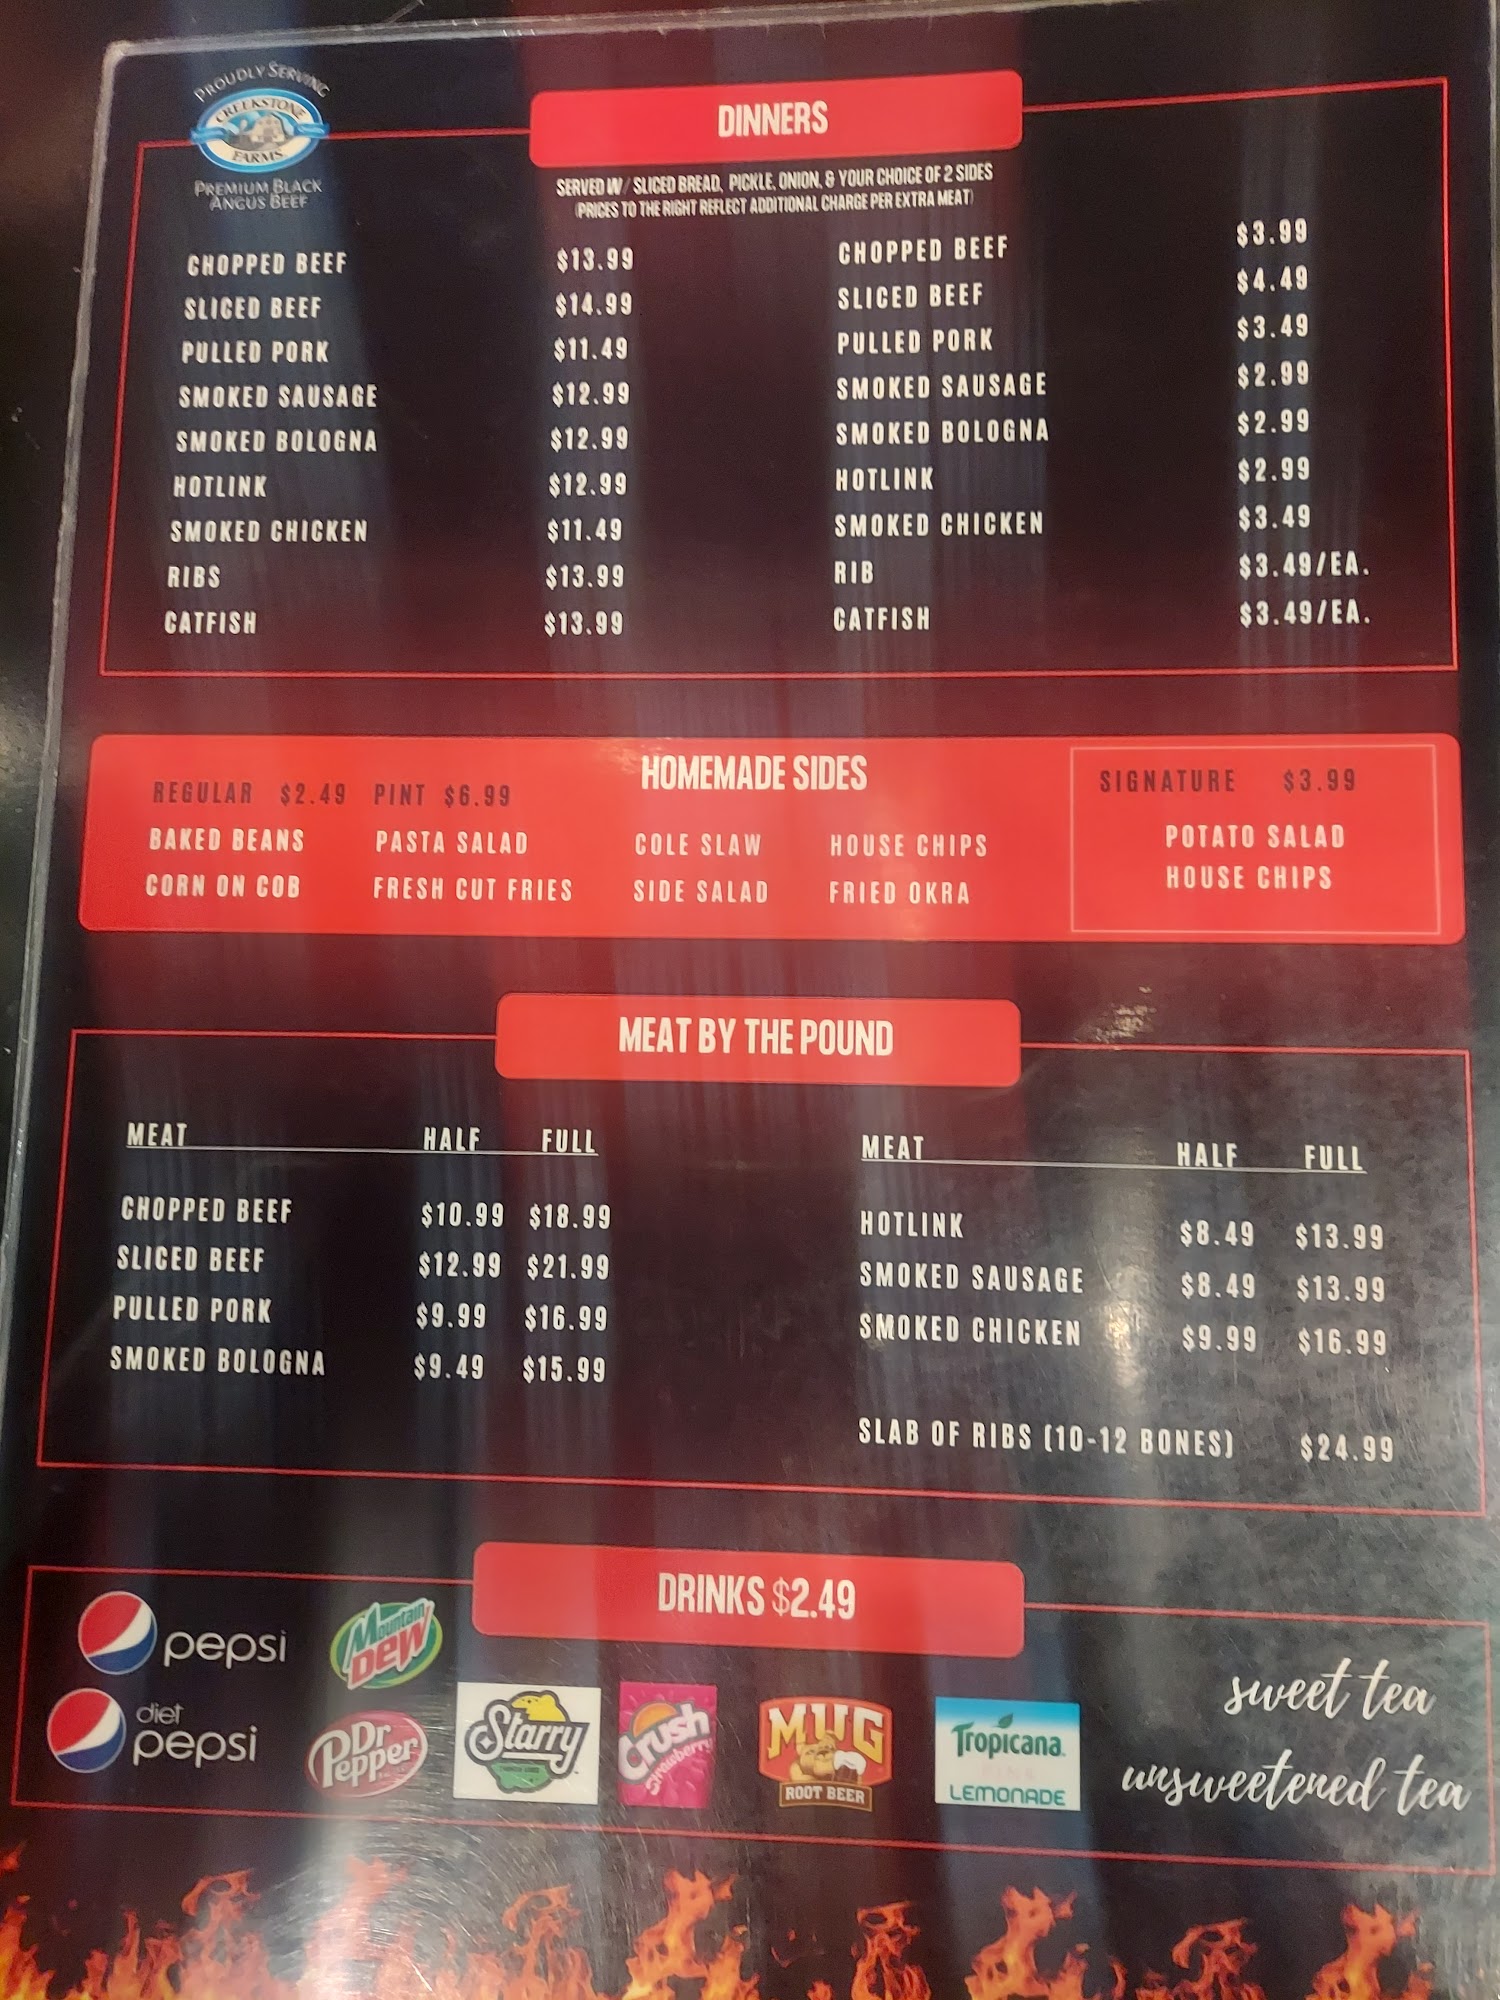 PROUDLY SERVING
CREEKSTONE
FARMS
PREMIUM BLACK
ANGUS BEEF
DINNERS
SERVED W/ SLICED BREAD, PICKLE, ONION, & YOUR CHOICE OF 2 SIDES
(PRICES TO THE RIGHT REFLECT ADDITIONAL CHARGE PER EXTRA MEAT)
CHOPPED BEEF $13.99
SLICED BEEF $14.99
PULLED PORK $11.49
SMOKED SAUSAGE $12.99
SMOKED BOLOGNA $12.99
HOTLINK $12.99
SMOKED CHICKEN $11.49
RIBS $13.99
CATFISH $13.99
CHOPPED BEEF $3.99
SLICED BEEF $4.49
PULLED PORK $3.49
SMOKED SAUSAGE $2.99
SMOKED BOLOGNA $2.99
HOTLINK $2.99
SMOKED CHICKEN $3.49
RIB $3.49/EA.
CATFISH $3.49/EA.
HOMEMADE SIDES
REGULAR $2.49 PINT $6.99
BAKED BEANS PASTA SALAD COLE SLAW HOUSE CHIPS
CORN ON COB FRESH CUT FRIES SIDE SALAD FRIED OKRA
SIGNATURE $3.99
POTATO SALAD
HOUSE CHIPS
MEAT BY THE POUND
MEAT HALF FULL
CHOPPED BEEF $10.99 $18.99
SLICED BEEF $12.99 $21.99
PULLED PORK $9.99 $16.99
SMOKED BOLOGNA $9.49 $15.99
MEAT HALF FULL
HOTLINK $8.49 $13.99
SMOKED SAUSAGE $8.49 $13.99
SMOKED CHICKEN $9.99 $16.99
SLAB OF RIBS (10-12 BONES) $24.99
DRINKS $2.49
pepsi
diet
pepsi
Mountain
DEW
Dr
Pepper
Starry
Crush
Strawberry
MUG
ROOT BEER
Tropicana
PINK
LEMONADE
sweet tea
unsweetened tea